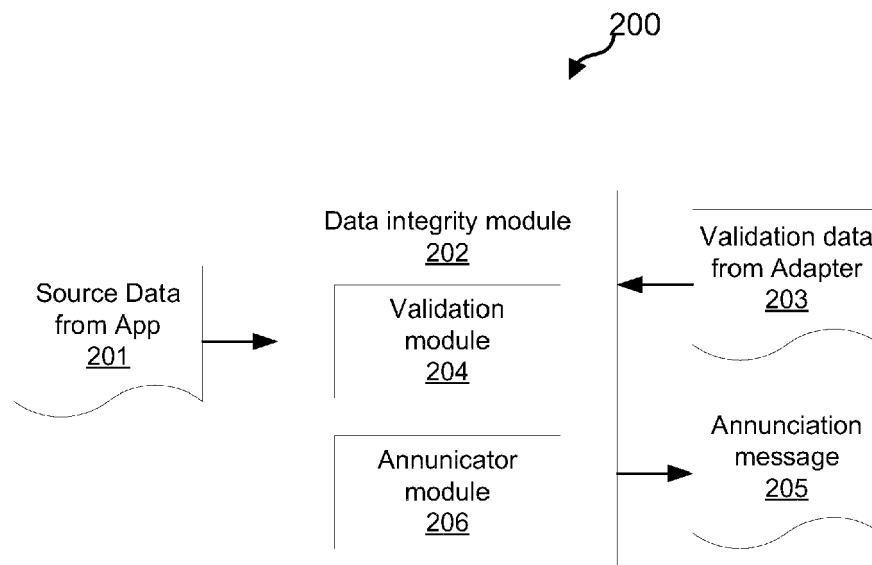 200
Data integrity module
202
Source Data
from App
201
Validation
module
204
Annunicator
module
206
Validation data
from Adapter
203
Annunciation
message
205